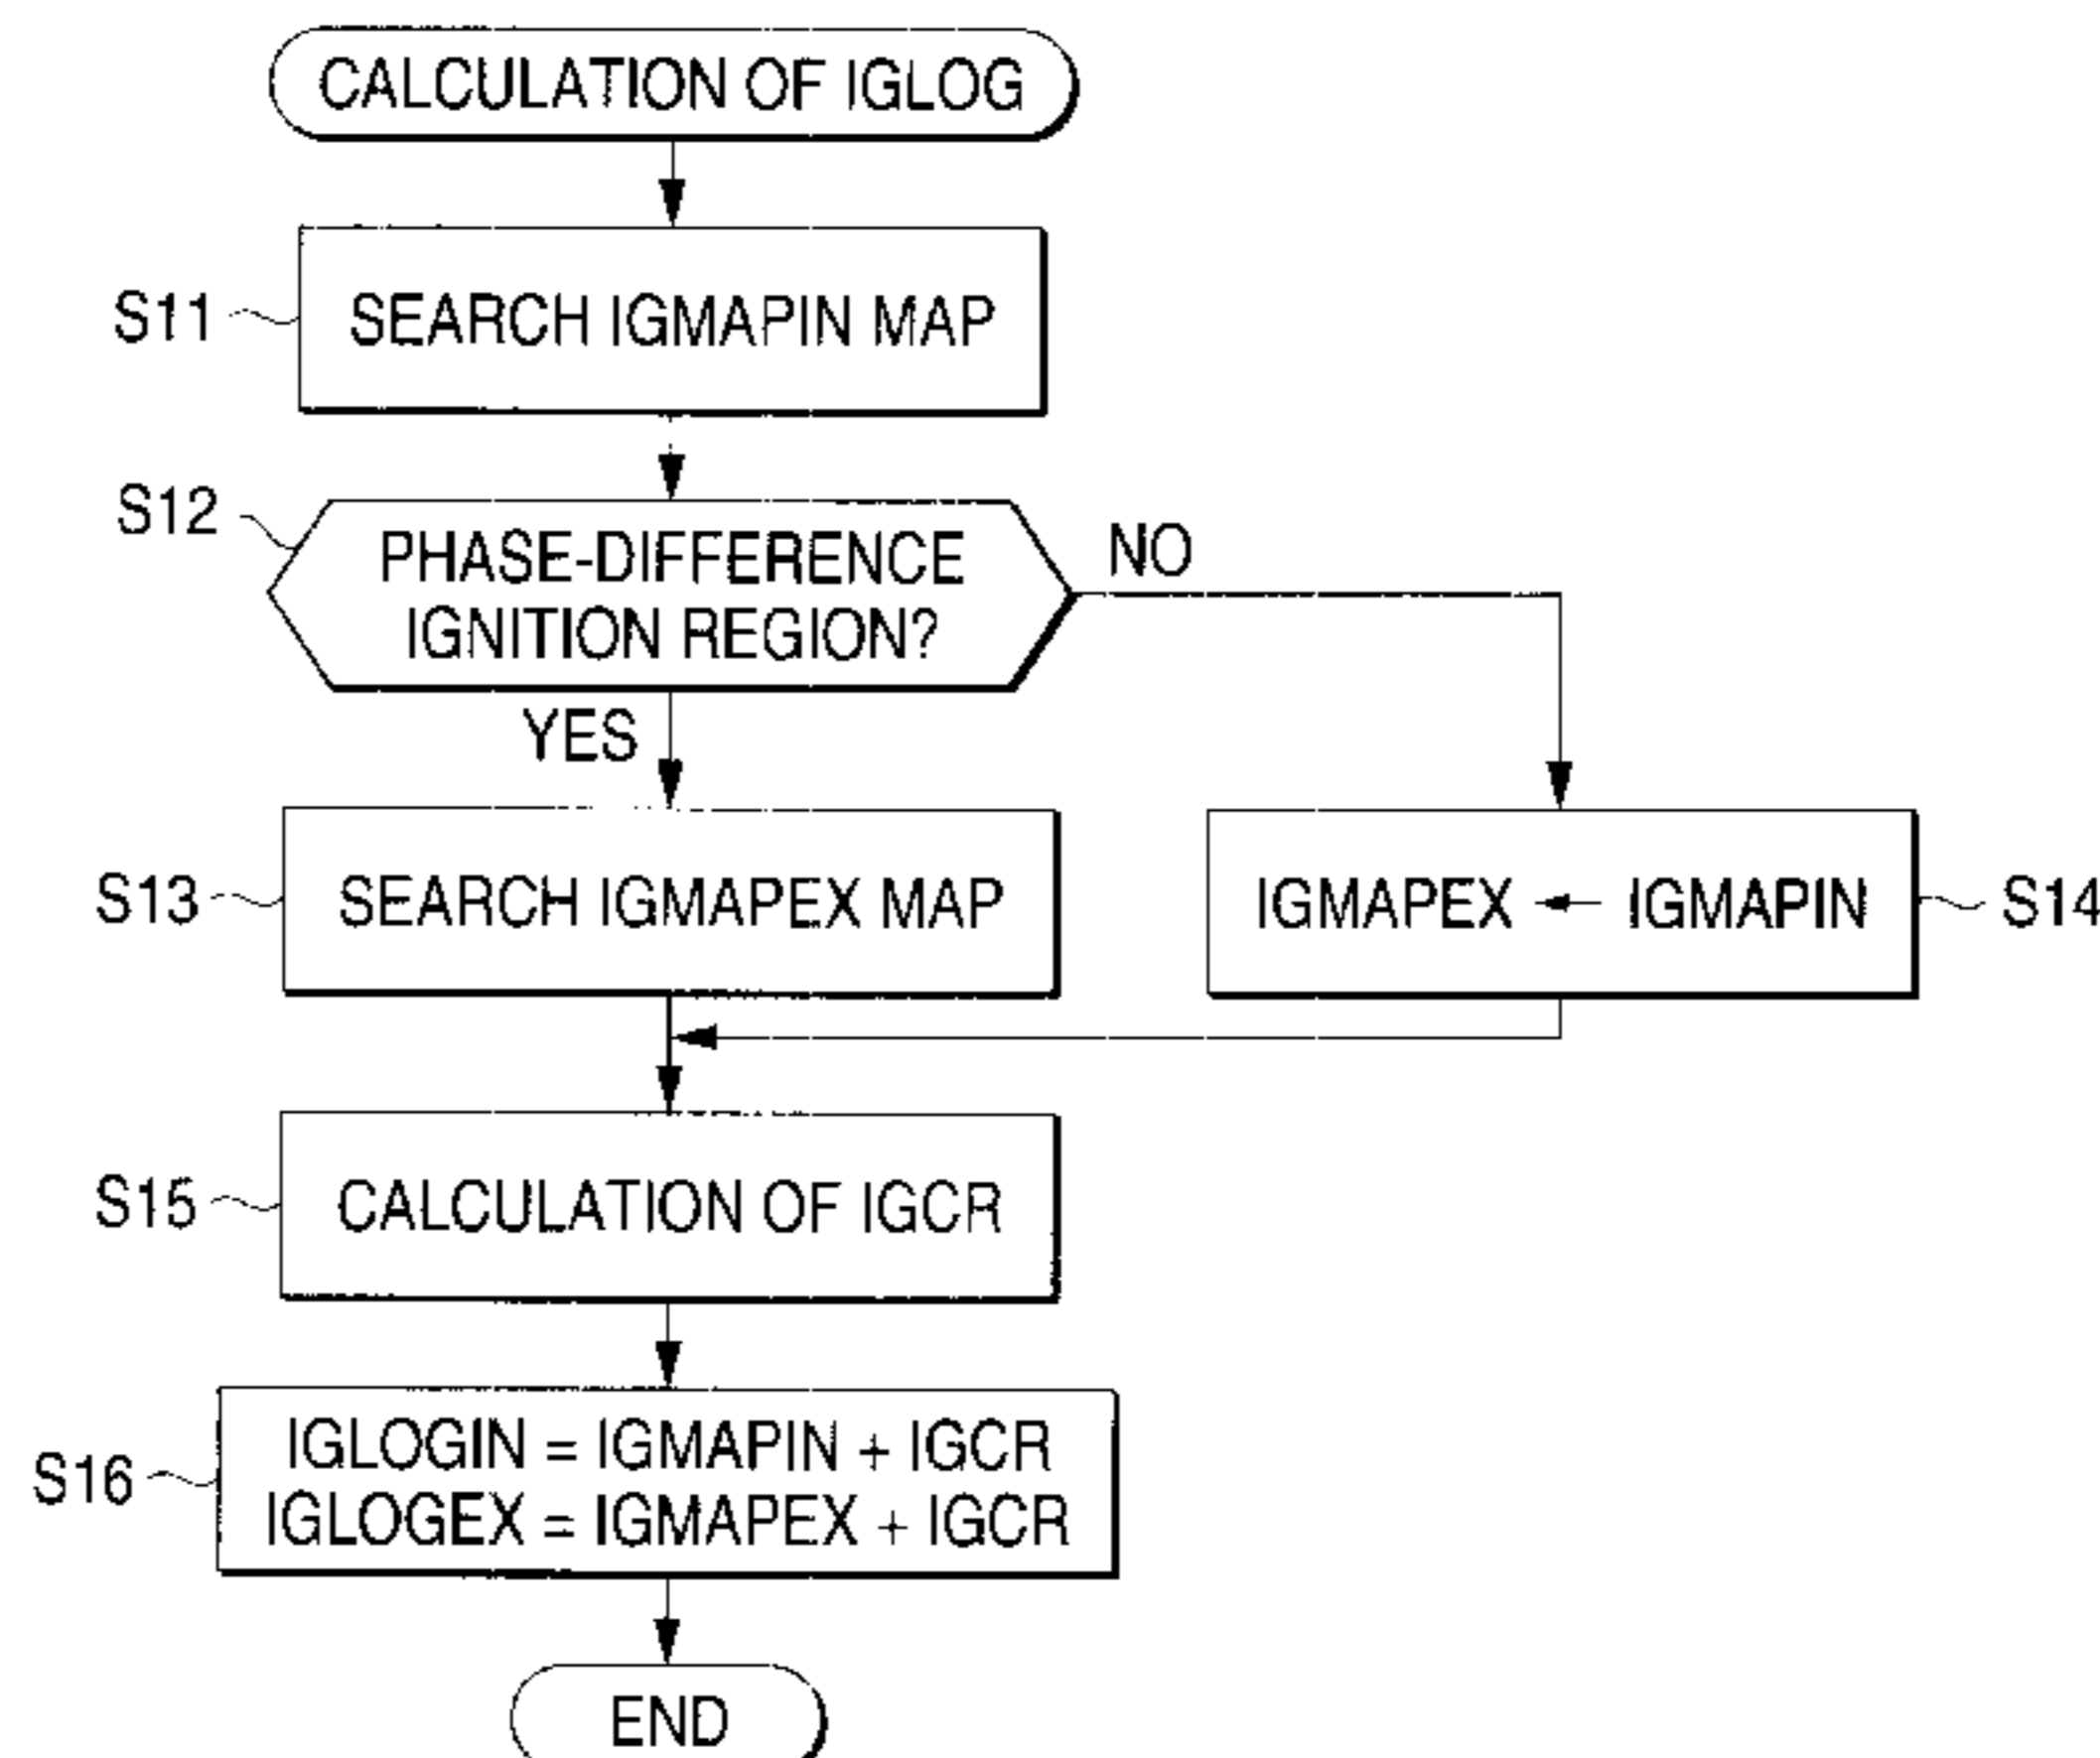 CALCULATION OF IGLOG
S11
SEARCH IGMAPIN MAP
S12
PHASE-DIFFERENCE
IGNITION REGION?
NO
YES
S13
SEARCH IGMAPEX MAP
IGMAPEX ← IGMAPIN
S14
S15
CALCULATION OF IGCR
S16
IGLOGIN = IGMAPIN + IGCR
IGLOGEX = IGMAPEX + IGCR
END